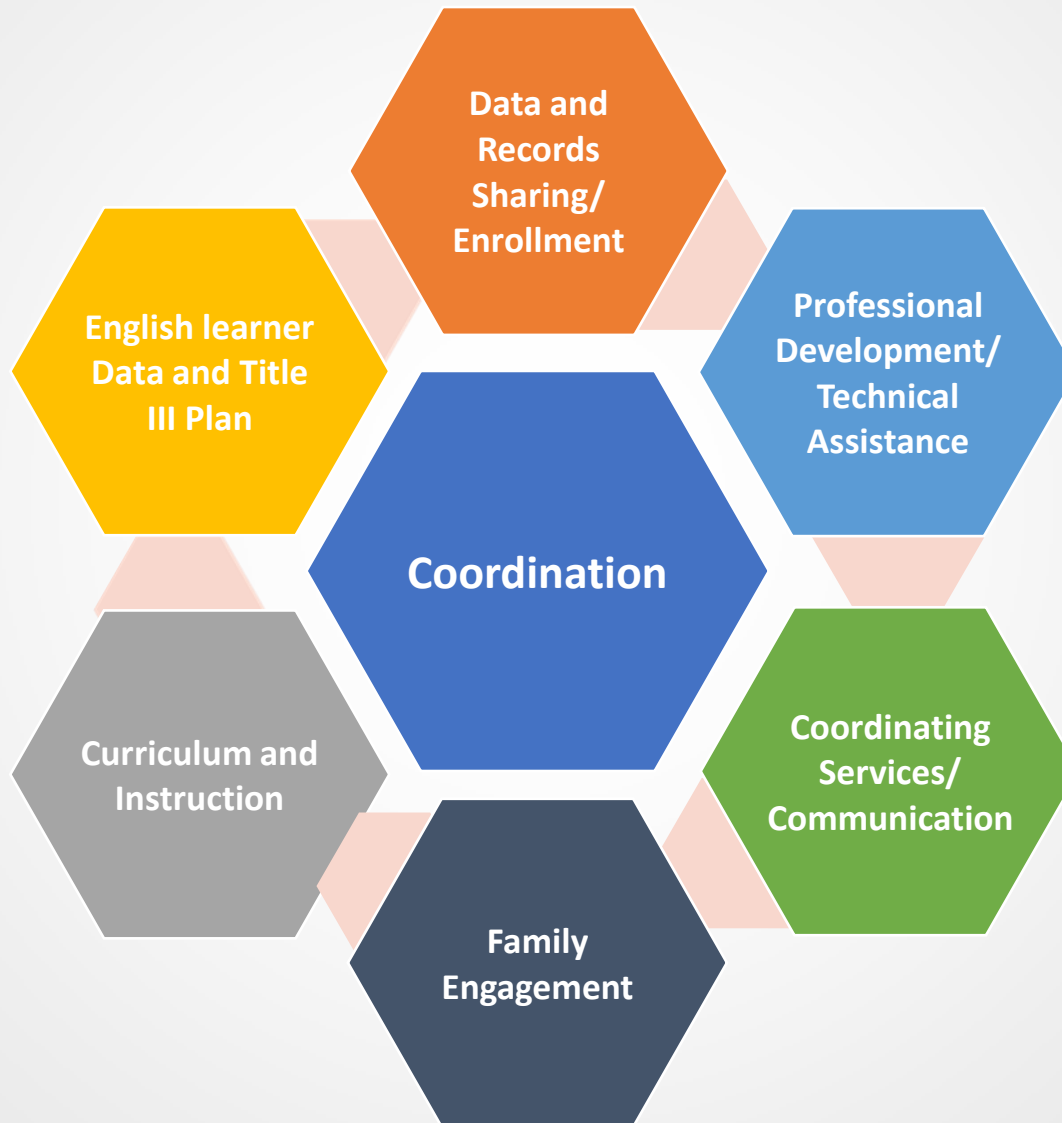 Data and
Records
Sharing/
Enrollment
Professional
Development/
Technical
Assistance
English learner
Data and Title
III Plan
Coordination
Coordinating
Services/
Communication
Curriculum and
Instruction
Family
Engagement